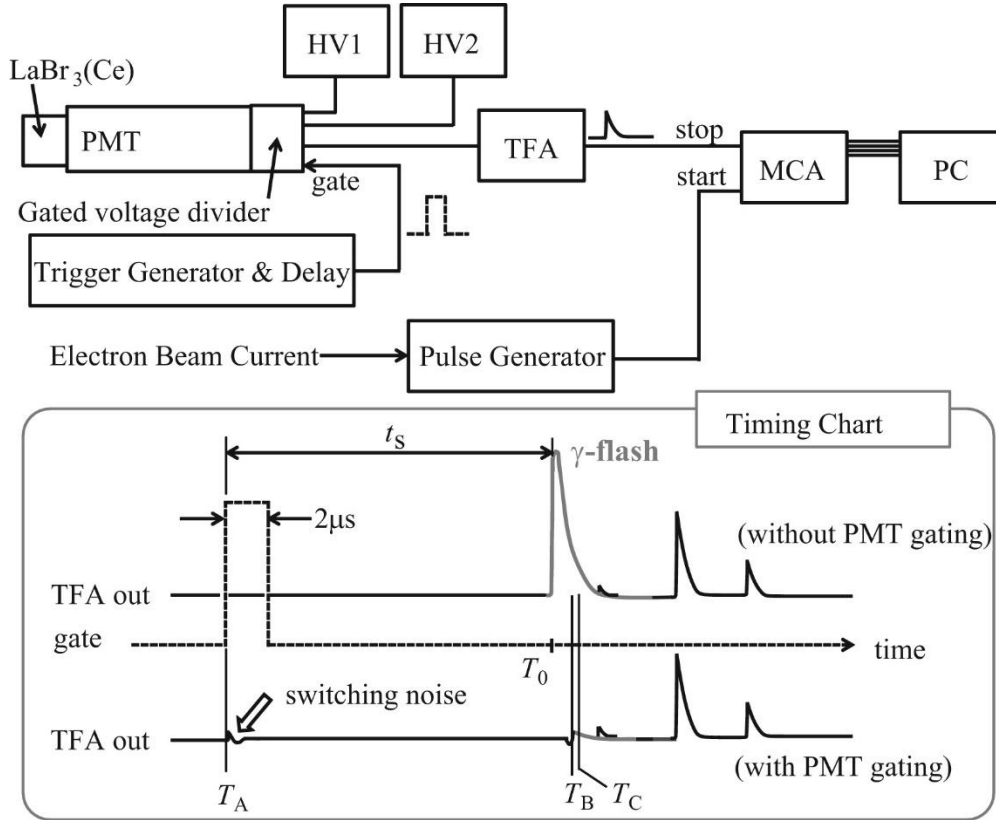 HV1
HV2
LaBr₃(Ce)
PMT
TFA
stop
start
MCA
PC
gate
Gated voltage divider
Trigger Generator & Delay
Electron Beam Current
Pulse Generator
Timing Chart
tS
γ-flash
2μs
(without PMT gating)
TFA out
gate
T0
time
switching noise
TFA out
(with PMT gating)
TA
TB
TC